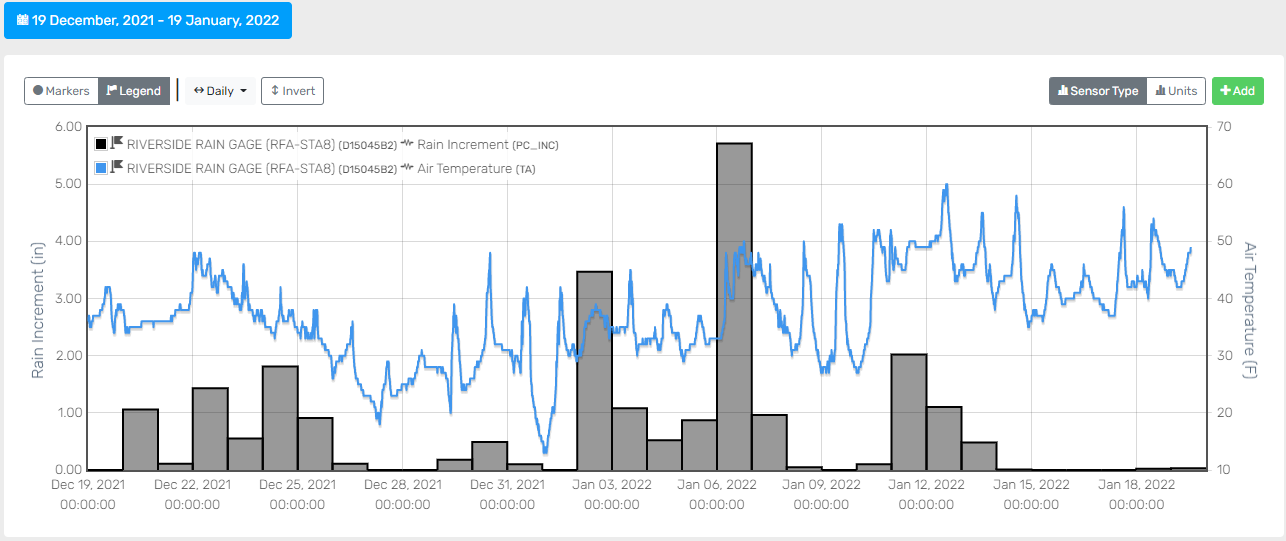 19 December, 2021 - 19 January, 2022
Markers Legend Daily Invert Sensor Type Units Add
6.00 70
RIVERSIDE RAIN GAGE (RFA-STA8) (D15045B2) Rain Increment (PC_INC)
RIVERSIDE RAIN GAGE (RFA-STA8) (D15045B2) Air Temperature (TA)
5.00 60
4.00 50
3.00 40
2.00 30
1.00 20
0.00 10
Rain Increment (in)
Air Temperature (F)
Dec 19, 2021 Dec 22, 2021 Dec 25, 2021 Dec 28, 2021 Dec 31, 2021 Jan 03, 2022 Jan 06, 2022 Jan 09, 2022 Jan 12, 2022 Jan 15, 2022 Jan 18, 2022
00:00:00 00:00:00 00:00:00 00:00:00 00:00:00 00:00:00 00:00:00 00:00:00 00:00:00 00:00:00 00:00:00